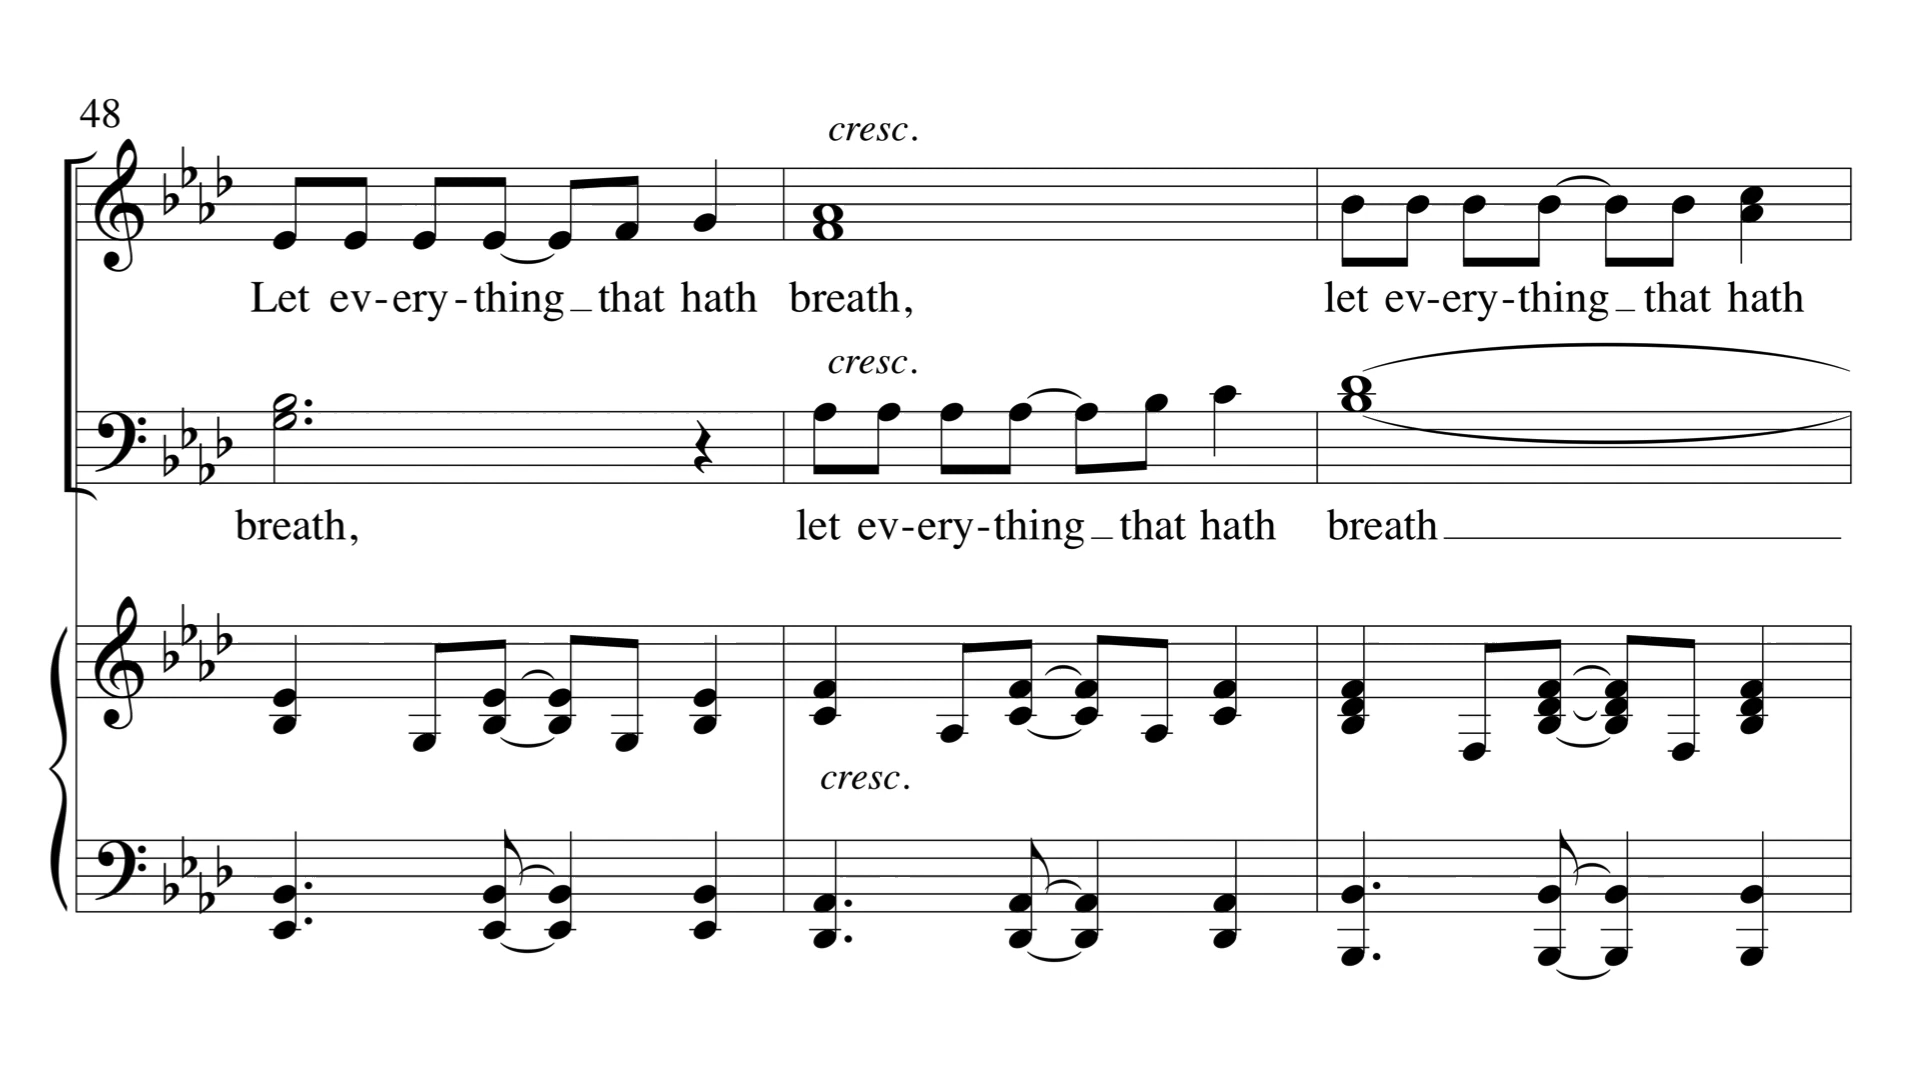 48
cresc.
Let ev-ery-thing_that hath breath, let ev-ery-thing_that hath
cresc.
breath, let ev-ery-thing_that hath breath_
cresc.